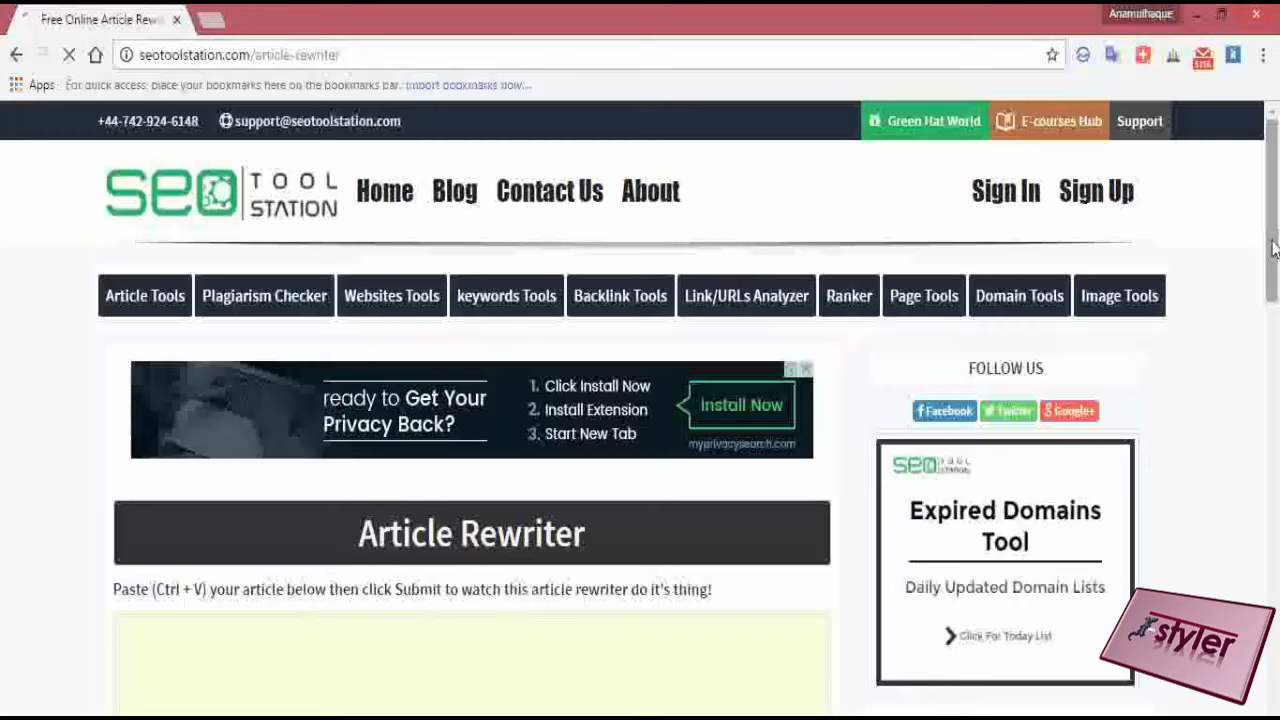 Free Online Article Rew
Anamulhaque
seotoolstation.com/article-rewriter
5116
Apps
For quick access, place your bookmarks here on the bookmarks bar. Import bookmarks now...
+44-742-924-6148
support@seotoolstation.com
Green Hat World
E-courses Hub
Support
SEO TOOL STATION
Home
Blog
Contact Us
About
Sign In
Sign Up
Article Tools
Plagiarism Checker
Websites Tools
keywords Tools
Backlink Tools
Link/URLs Analyzer
Ranker
Page Tools
Domain Tools
Image Tools
ready to Get Your
Privacy Back?
1. Click Install Now
2. Install Extension
3. Start New Tab
Install Now
myprivacysearch.com
FOLLOW US
Facebook
Twitter
Google+
SEO TOOL STATION
Expired Domains
Tool
Daily Updated Domain Lists
Click For Today List
Article Rewriter
Paste (Ctrl + V) your article below then click Submit to watch this article rewriter do it's thing!
styler